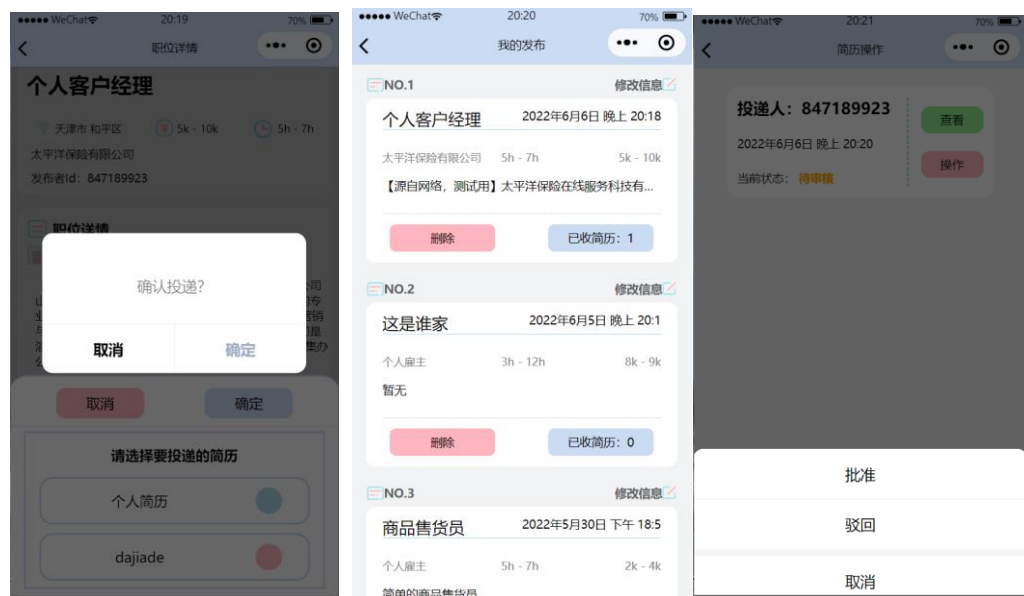 WeChat 20:19 70%
职位详情
个人客户经理
天津市 和平区 5k - 10k 5h - 7h
太平洋保险有限公司
发布者Id: 847189923
职位详情
确认投递?
取消 确定
取消 确定
请选择要投递的简历
个人简历
dajiade
WeChat 20:20 70%
我的发布
NO.1 修改信息
个人客户经理 2022年6月6日 晚上 20:18
太平洋保险有限公司 5h - 7h 5k - 10k
【源自网络，测试用】太平洋保险在线服务科技有...
删除 已收简历: 1
NO.2 修改信息
这是谁家 2022年6月5日 晚上 20:1
个人雇主 3h - 12h 8k - 9k
暂无
删除 已收简历: 0
NO.3 修改信息
商品售货员 2022年5月30日 下午 18:5
个人雇主 5h - 7h 2k - 4k
简单的商品售货员
WeChat 20:21 70%
简历操作
投递人: 847189923
查看
2022年6月6日 晚上 20:20
操作
当前状态: 待审核
批准
驳回
取消